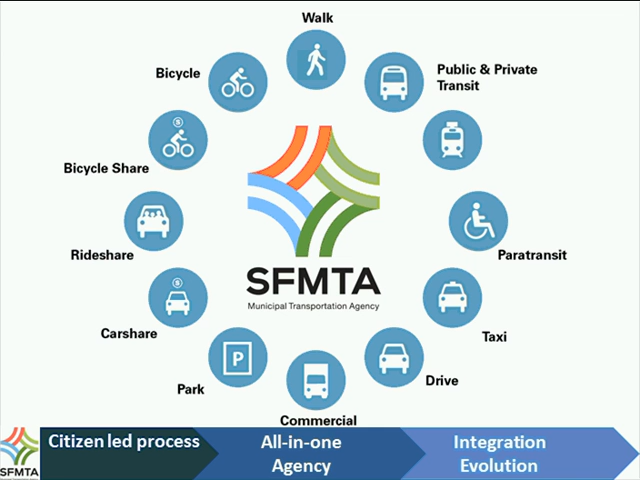 Walk
Bicycle
Public & Private
Transit
S
Bicycle Share
Rideshare
Paratransit
SFMTA
Municipal Transportation Agency
S
Carshare
Taxi
P
Park
Drive
Commercial
Citizen led process
All-in-one
Agency
Integration
Evolution
SFMTA